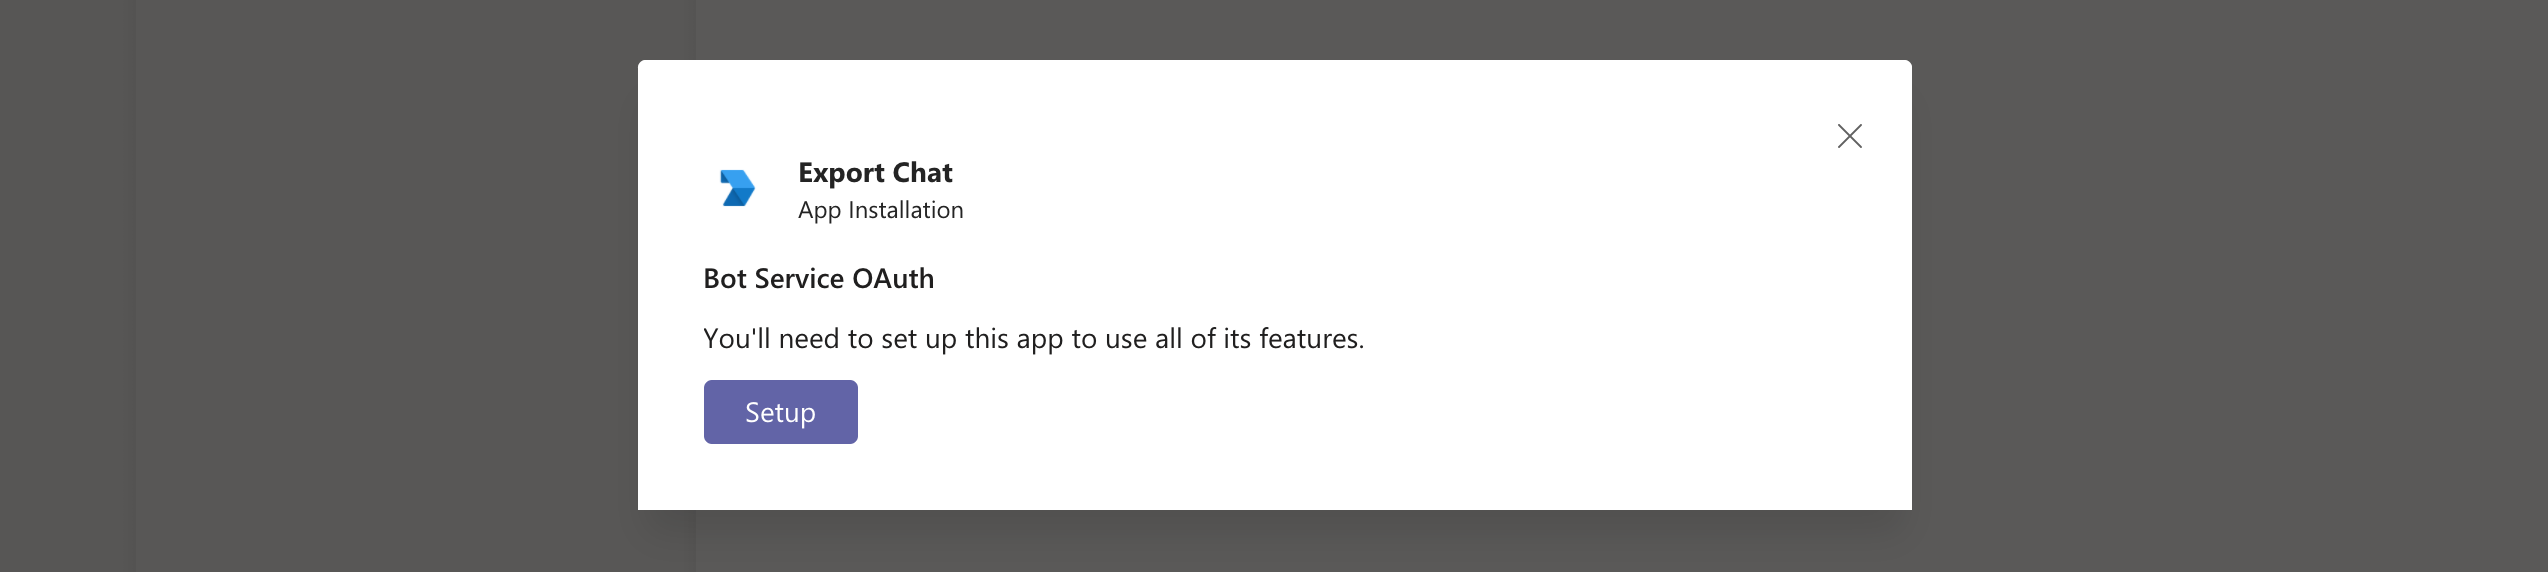 Export Chat
App Installation
Bot Service OAuth
You'll need to set up this app to use all of its features.
Setup